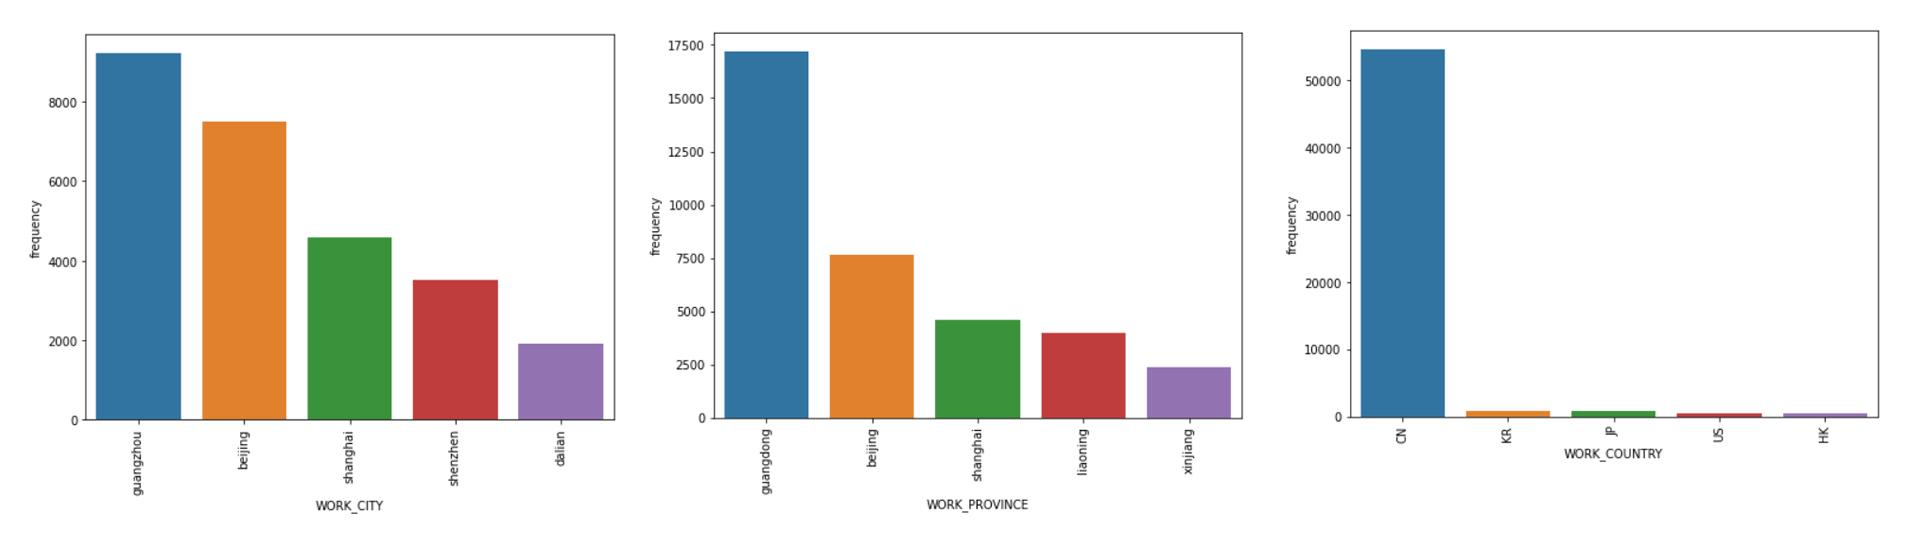 frequency
8000
6000
4000
2000
0
guangzhou
beijing
shanghai
shenzhen
dalian
WORK_CITY
frequency
17500
15000
12500
10000
7500
5000
2500
0
guangdong
beijing
shanghai
liaoning
xinjiang
WORK_PROVINCE
frequency
50000
40000
30000
20000
10000
0
CN
KR
JP
US
HK
WORK_COUNTRY